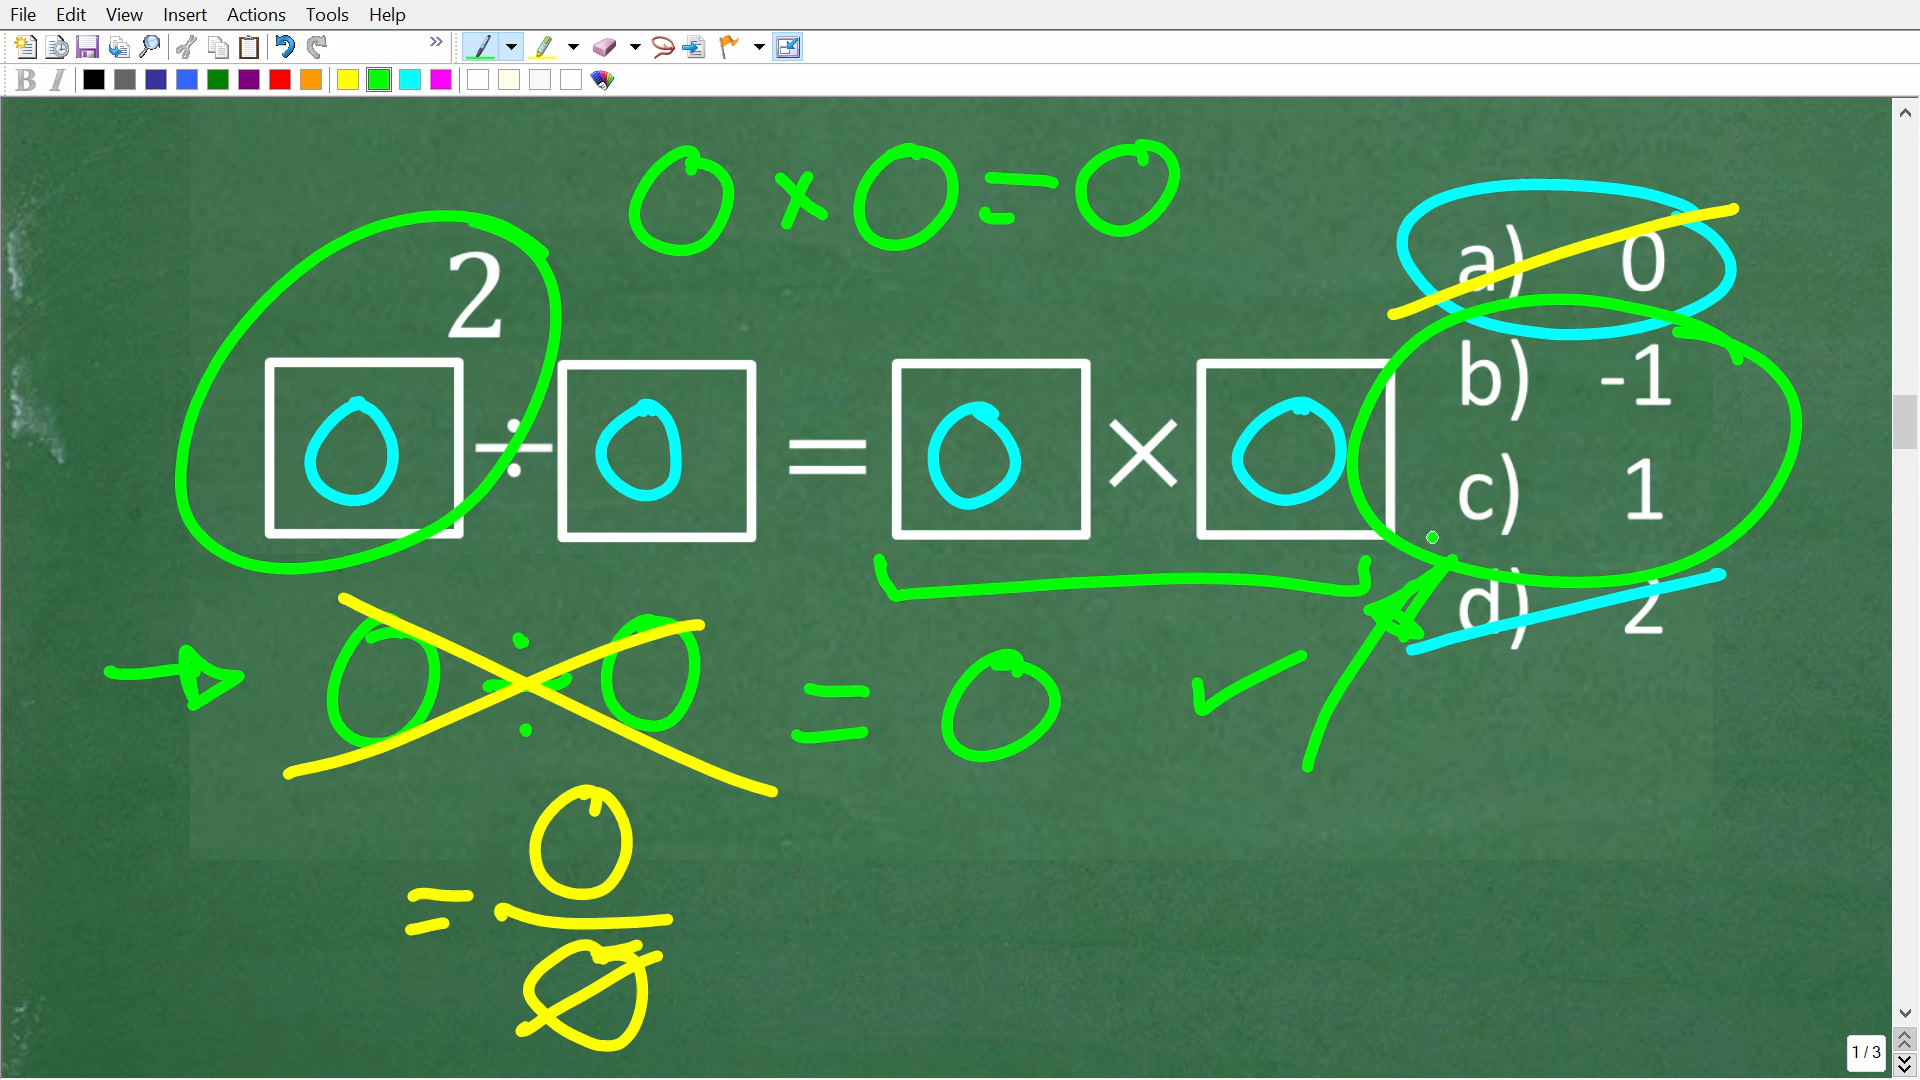 File Edit View Insert Actions Tools Help
B I
0 × 0 = 0
2
0 ÷ 0 = 0 × 0
a) 0
b) -1
c) 1
d) 2
0 ÷ 0 = 0
= 0
0
1 / 3